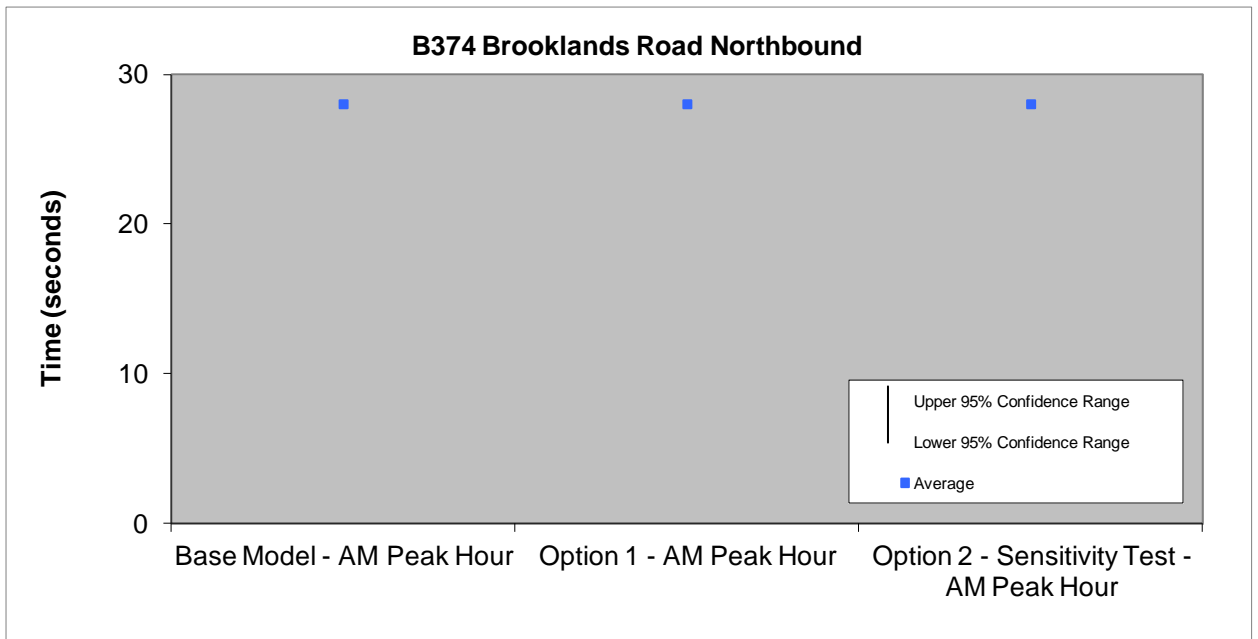 B374 Brooklands Road Northbound
30
20
10
0
Time (seconds)
Upper 95% Confidence Range
Lower 95% Confidence Range
Average
Base Model - AM Peak Hour
Option 1 - AM Peak Hour
Option 2 - Sensitivity Test -
AM Peak Hour